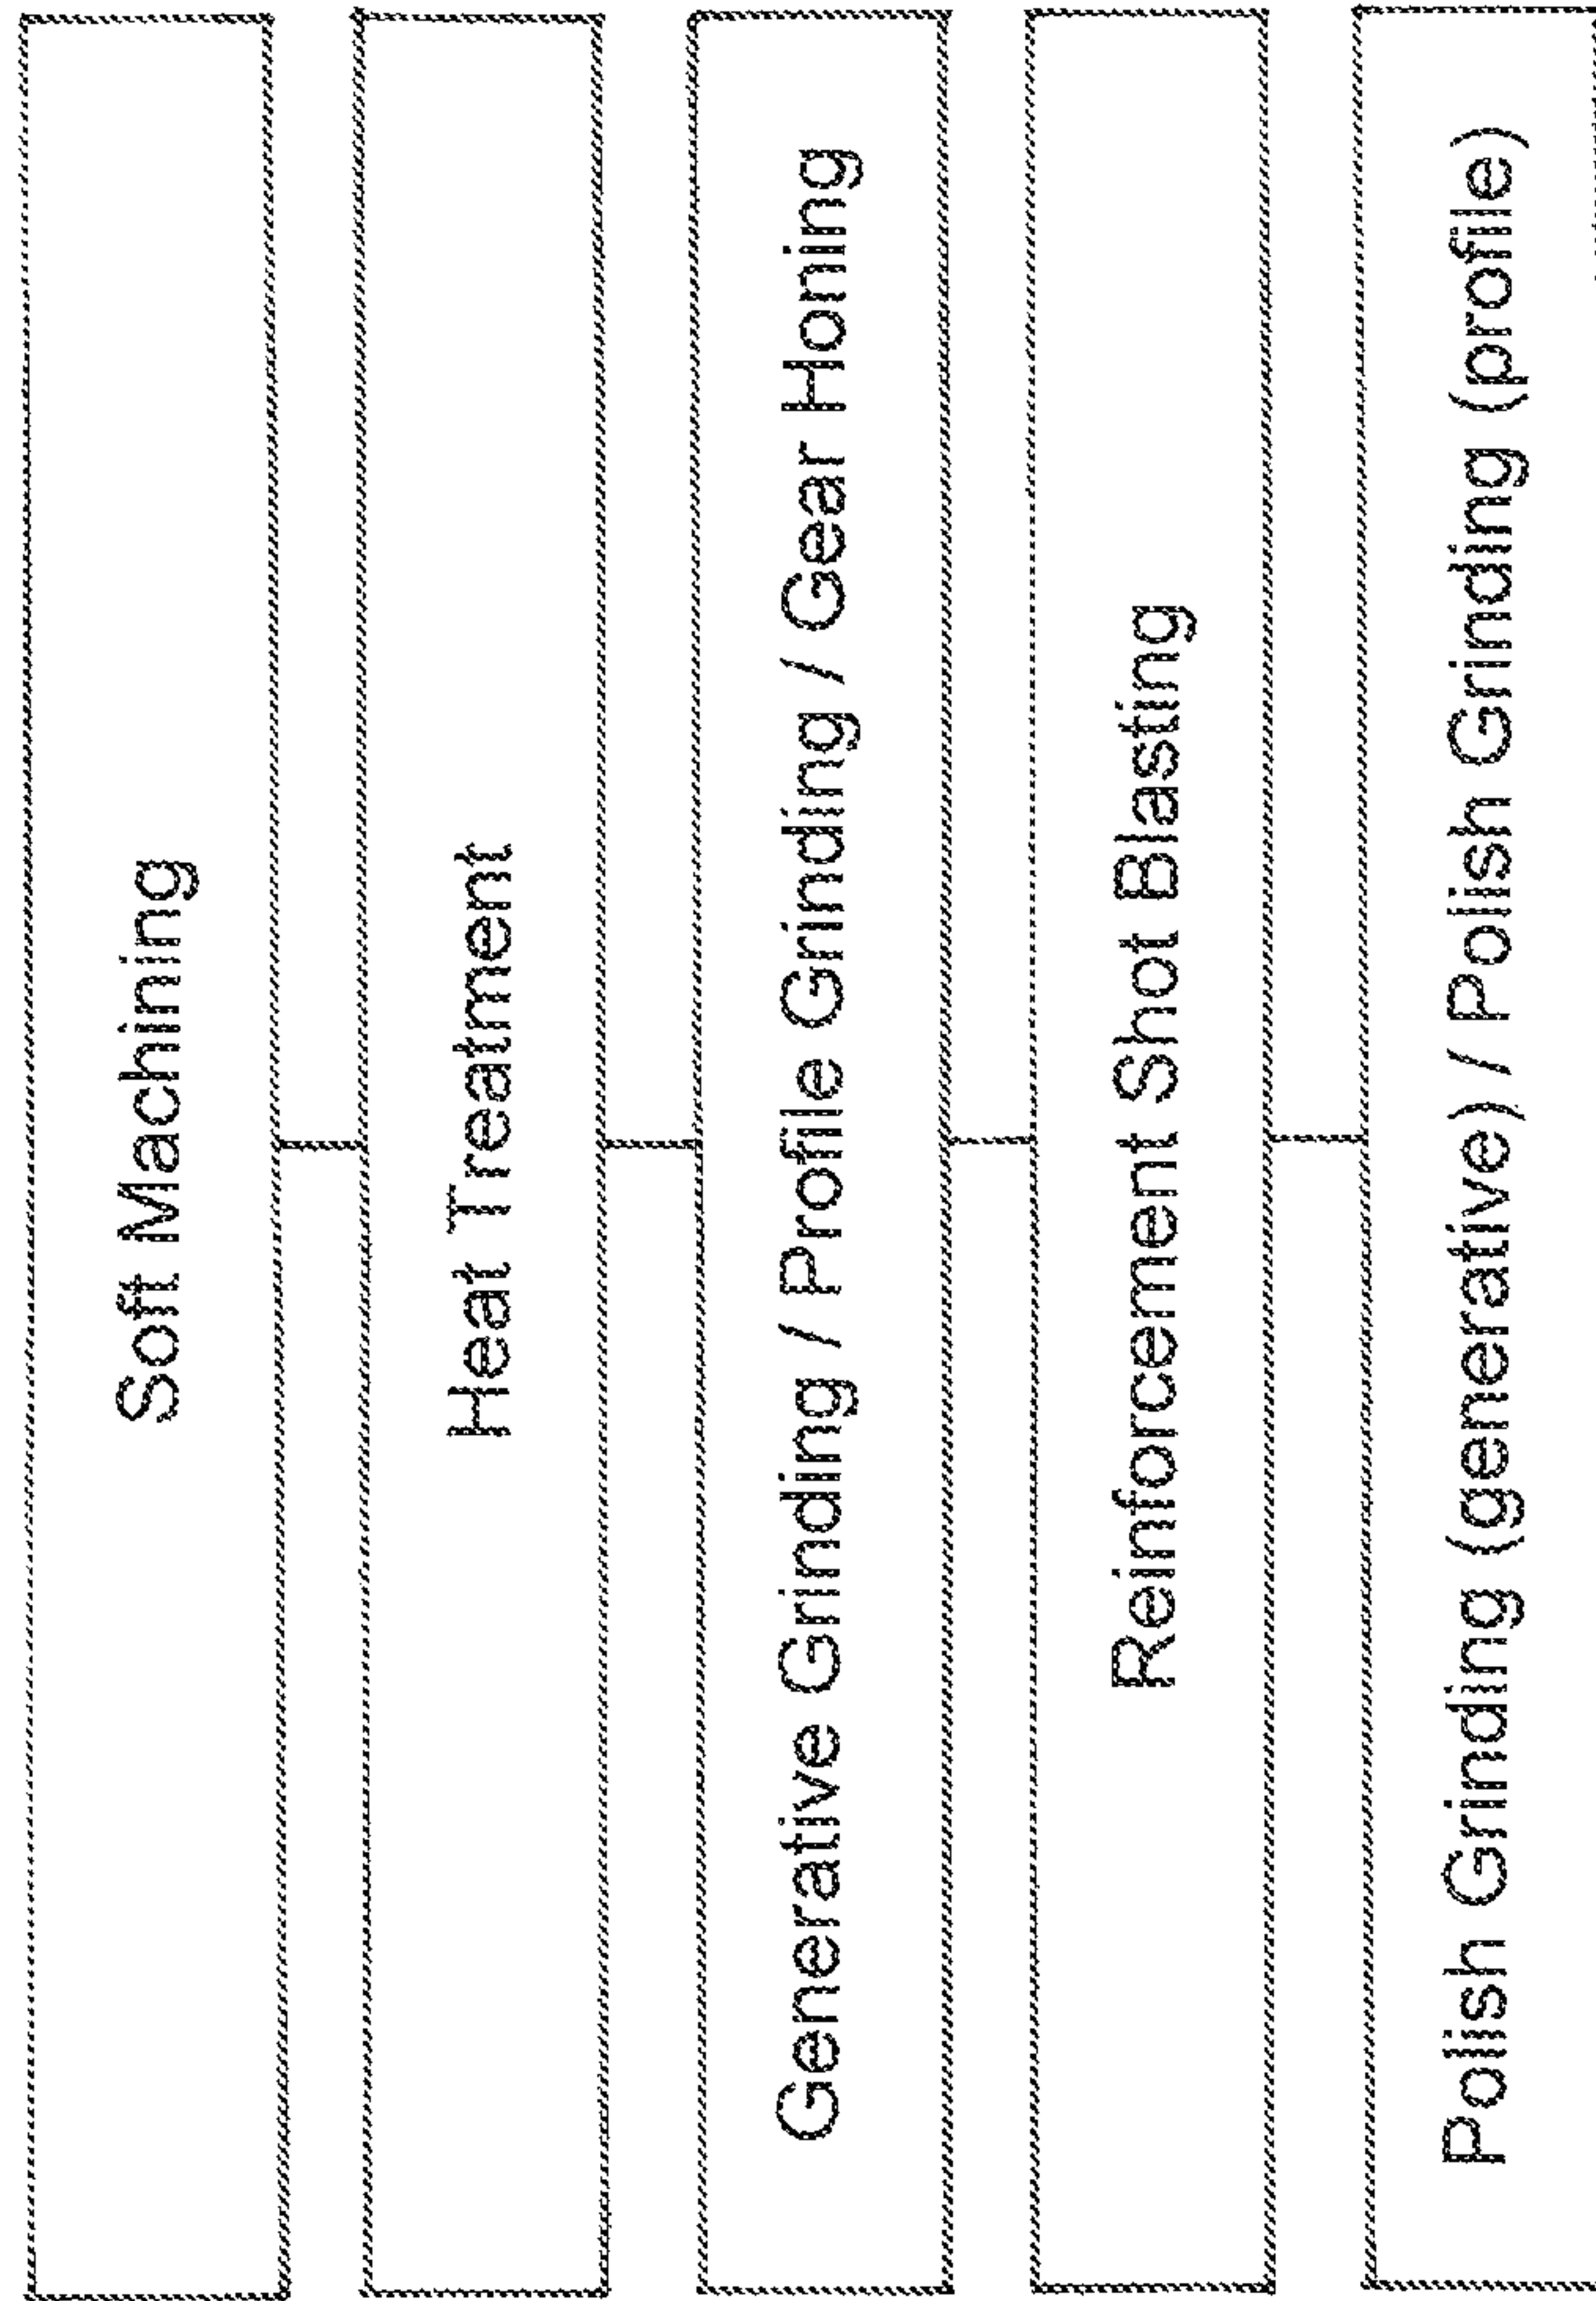 Soft Machining
Heat Treatment
Generative Grinding / Profile Grinding / Gear Honing
Reinforcement Shot Blasting
Polish Grinding (generative) / Polish Grinding (profile)